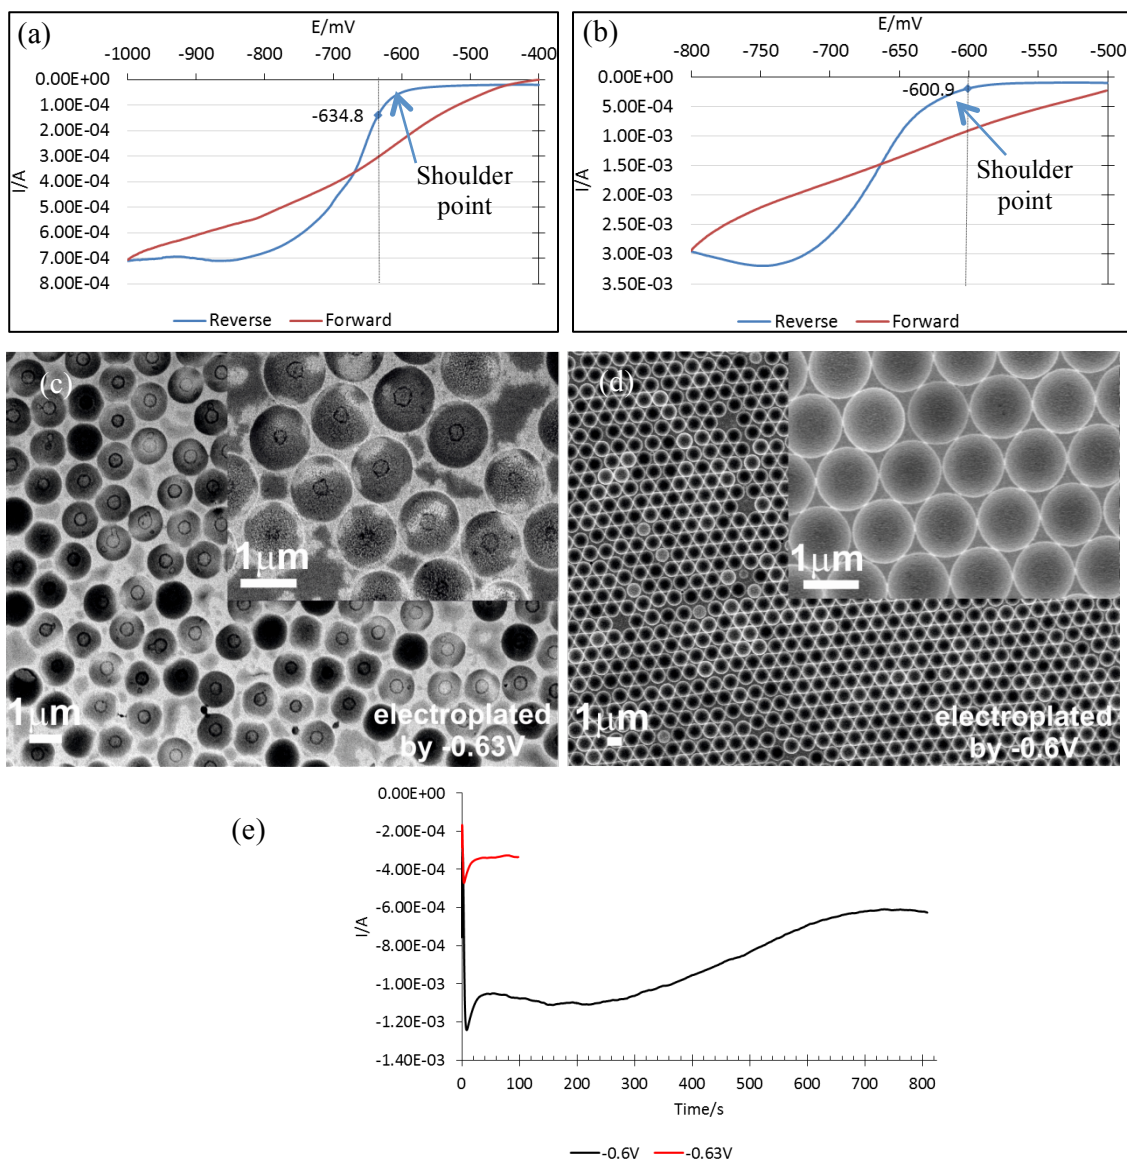 (a)
E/mV
-1000 -900 -800 -700 -600 -500 -400
0.00E+00
1.00E-04
2.00E-04
3.00E-04
4.00E-04
5.00E-04
6.00E-04
7.00E-04
8.00E-04
I/A
-634.8
Shoulder
point
Reverse Forward
(b)
E/mV
-800 -750 -700 -650 -600 -550 -500
0.00E+00
5.00E-04
1.00E-03
1.50E-03
2.00E-03
2.50E-03
3.00E-03
3.50E-03
I/A
-600.9
Shoulder
point
Reverse Forward
(c)
1μm
1μm
electroplated
by -0.63V
(d)
1μm
1μm
electroplated
by -0.6V
(e)
0.00E+00
-2.00E-04
-4.00E-04
-6.00E-04
-8.00E-04
-1.00E-03
-1.20E-03
-1.40E-03
I/A
0 100 200 300 400 500 600 700 800
Time/s
-0.6V -0.63V